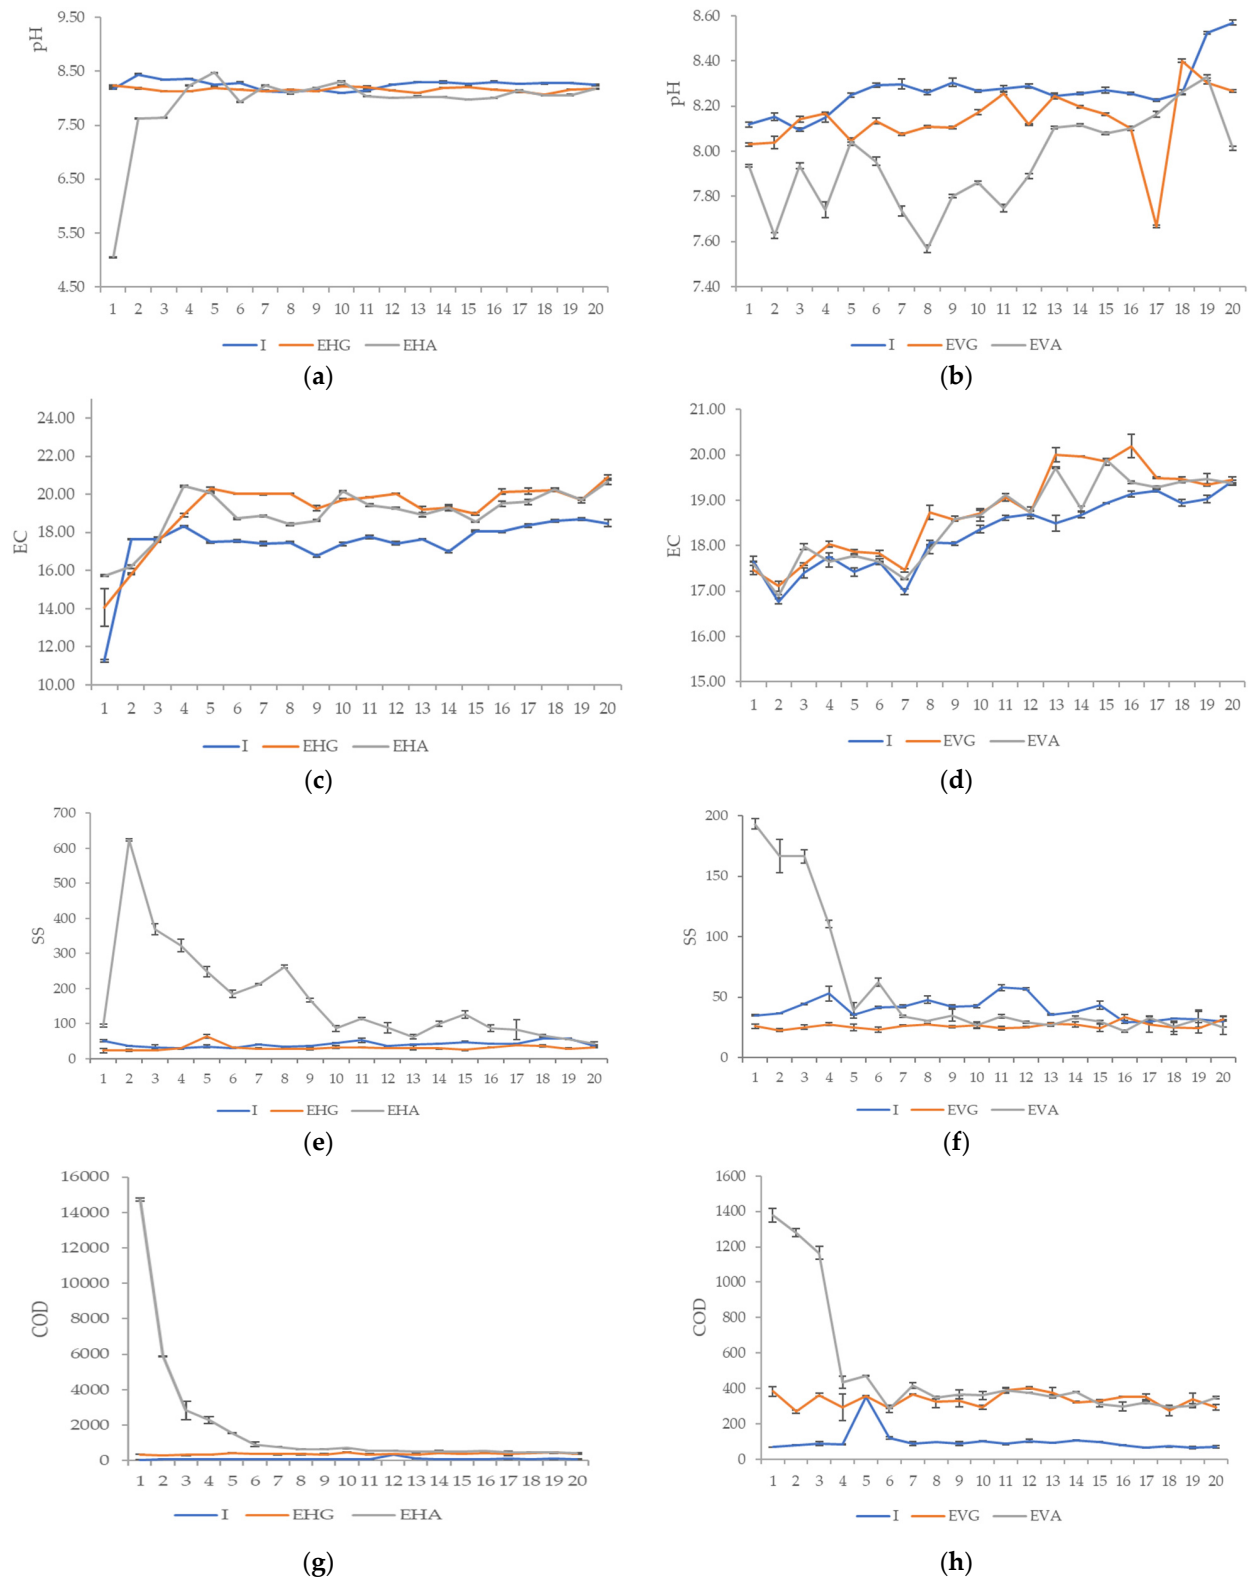 9.50
8.50
7.50
6.50
5.50
4.50
pH
1 2 3 4 5 6 7 8 9 10 11 12 13 14 15 16 17 18 19 20
I EHG EHA
(a)
8.60
8.40
8.20
8.00
7.80
7.60
7.40
pH
1 2 3 4 5 6 7 8 9 10 11 12 13 14 15 16 17 18 19 20
I EVG EVA
(b)
24.00
22.00
20.00
18.00
16.00
14.00
12.00
10.00
EC
1 2 3 4 5 6 7 8 9 10 11 12 13 14 15 16 17 18 19 20
I EHG EHA
(c)
21.00
20.00
19.00
18.00
17.00
16.00
15.00
EC
1 2 3 4 5 6 7 8 9 10 11 12 13 14 15 16 17 18 19 20
I EVG EVA
(d)
700
600
500
400
300
200
100
0
SS
1 2 3 4 5 6 7 8 9 10 11 12 13 14 15 16 17 18 19 20
I EHG EHA
(e)
200
150
100
50
0
SS
1 2 3 4 5 6 7 8 9 10 11 12 13 14 15 16 17 18 19 20
I EVG EVA
(f)
16000
14000
12000
10000
8000
6000
4000
2000
0
COD
1 2 3 4 5 6 7 8 9 10 11 12 13 14 15 16 17 18 19 20
I EHG EHA
(g)
1600
1400
1200
1000
800
600
400
200
0
COD
1 2 3 4 5 6 7 8 9 10 11 12 13 14 15 16 17 18 19 20
I EVG EVA
(h)